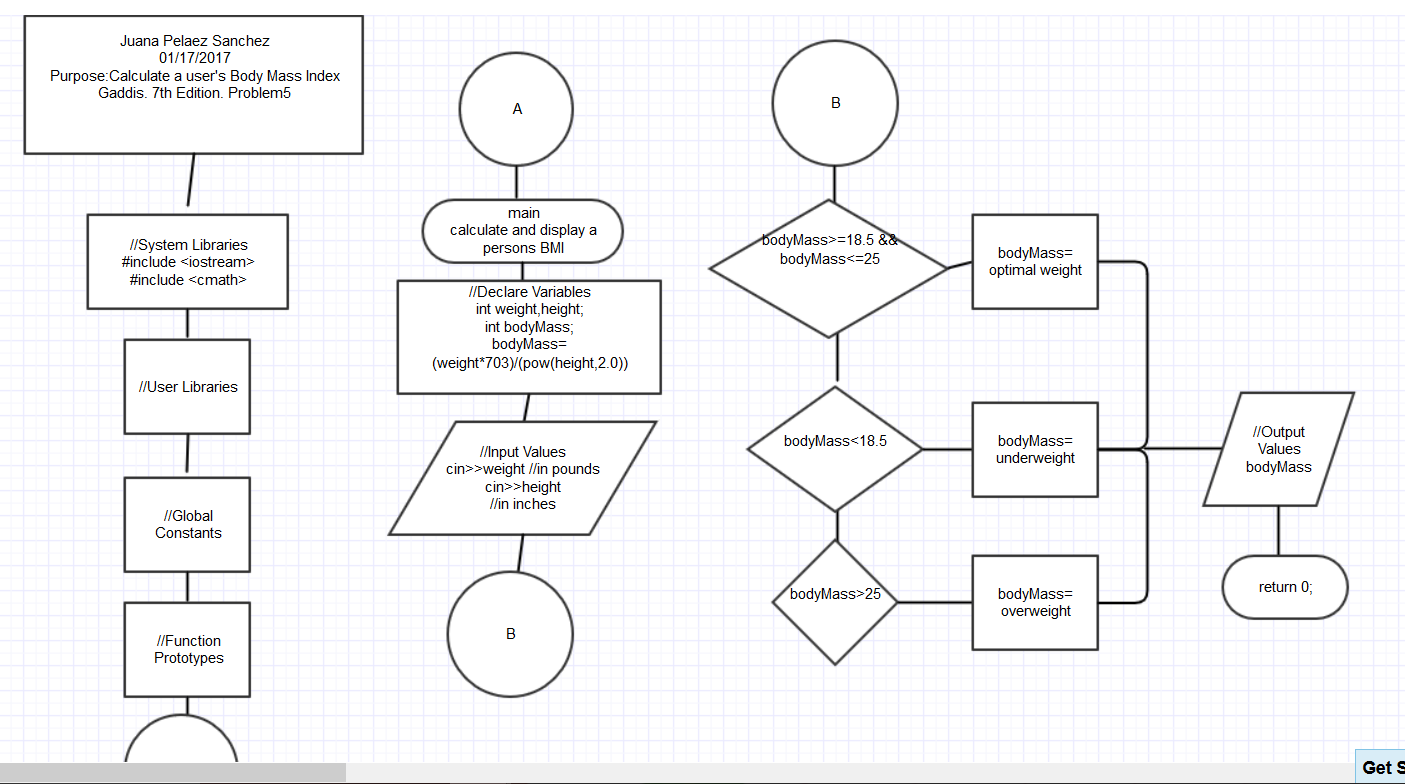 Juana Pelaez Sanchez
01/17/2017
Purpose:Calculate a user's Body Mass Index
Gaddis. 7th Edition. Problem5
//System Libraries
#include <iostream>
#include <cmath>
//User Libraries
//Global
Constants
//Function
Prototypes
A
main
calculate and display a
persons BMI
//Declare Variables
int weight,height;
int bodyMass;
bodyMass=
(weight*703)/(pow(height,2.0))
//Input Values
cin>>weight //in pounds
cin>>height
//in inches
B
B
bodyMass>=18.5 &&
bodyMass<=25
bodyMass=
optimal weight
bodyMass<18.5
bodyMass=
underweight
bodyMass>25
bodyMass=
overweight
//Output
Values
bodyMass
return 0;
Get